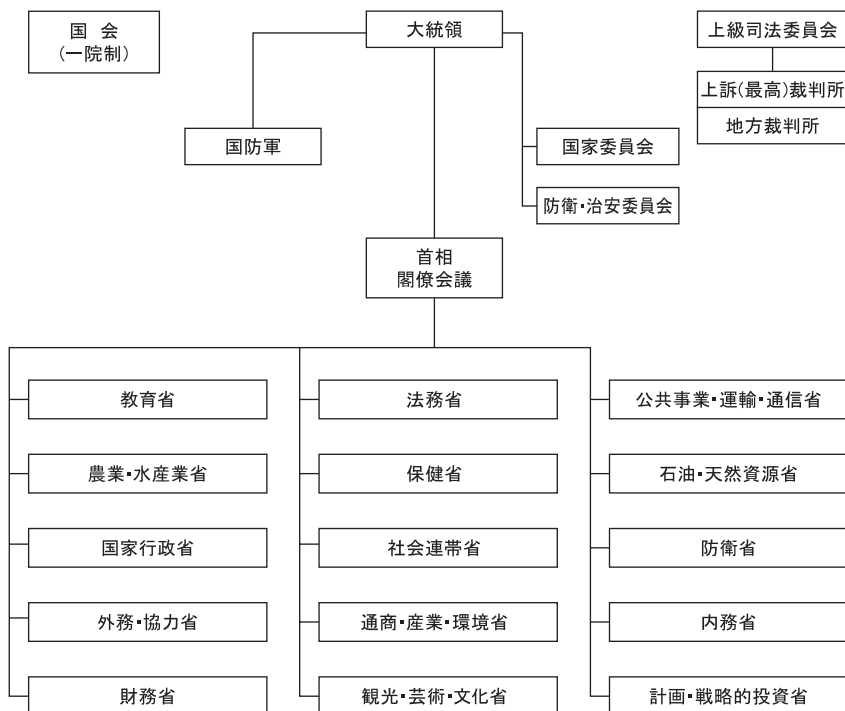 国 会
(一院制)
大統領
上級司法委員会
上訴(最高)裁判所
地方裁判所
国防軍
国家委員会
防衛・治安委員会
首相
閣僚会議
教育省
法務省
公共事業・運輸・通信省
農業・水産業省
保健省
石油・天然資源省
国家行政省
社会連帯省
防衛省
外務・協力省
通商・産業・環境省
内務省
財務省
観光・芸術・文化省
計画・戦略的投資省